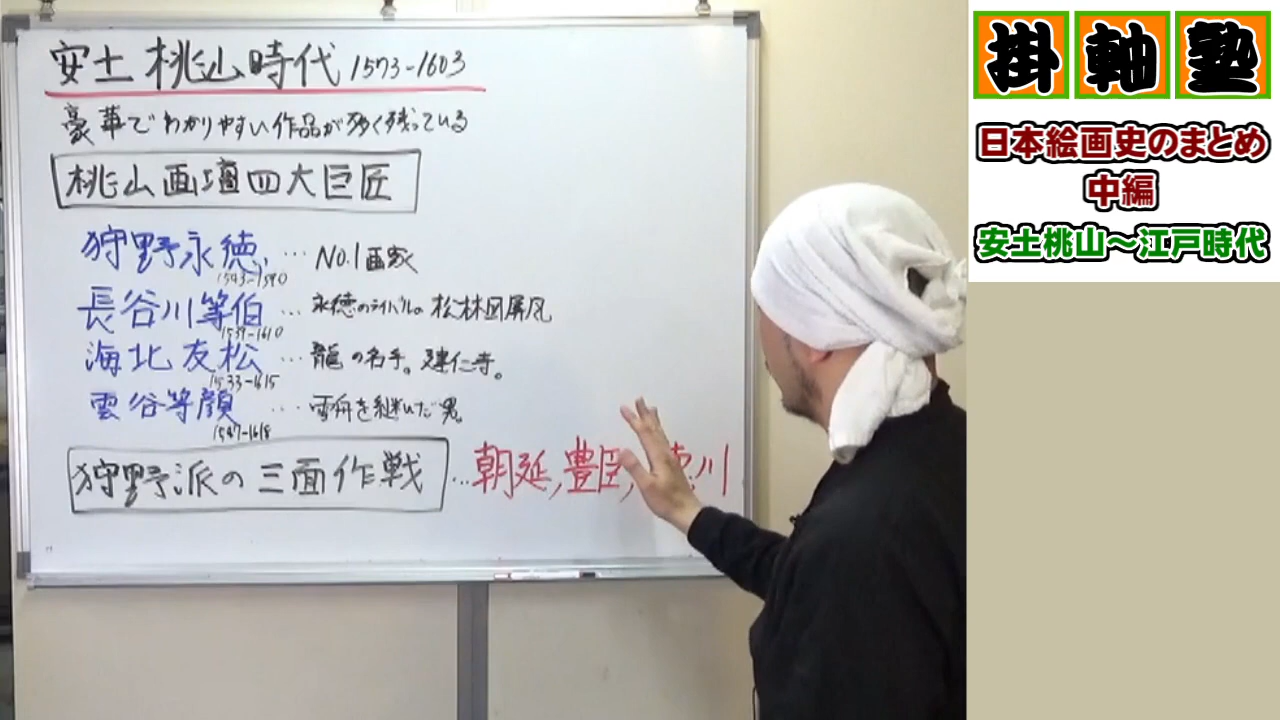 安土桃山時代 1573-1603
豪華でわかりやすい作品が多く残っている
桃山画壇四大巨匠
狩野永徳 … NO.1画家
1543-1590
長谷川等伯 … 永徳のライバル。松林図屏風
1539-1610
海北友松 … 龍の名手。建仁寺。
1533-1615
雲谷等顔 … 雪舟を継いだ男
1547-1618
狩野派の三面作戦 … 朝廷,豊臣,徳川
掛軸塾
日本絵画史のまとめ
中編
安土桃山～江戸時代